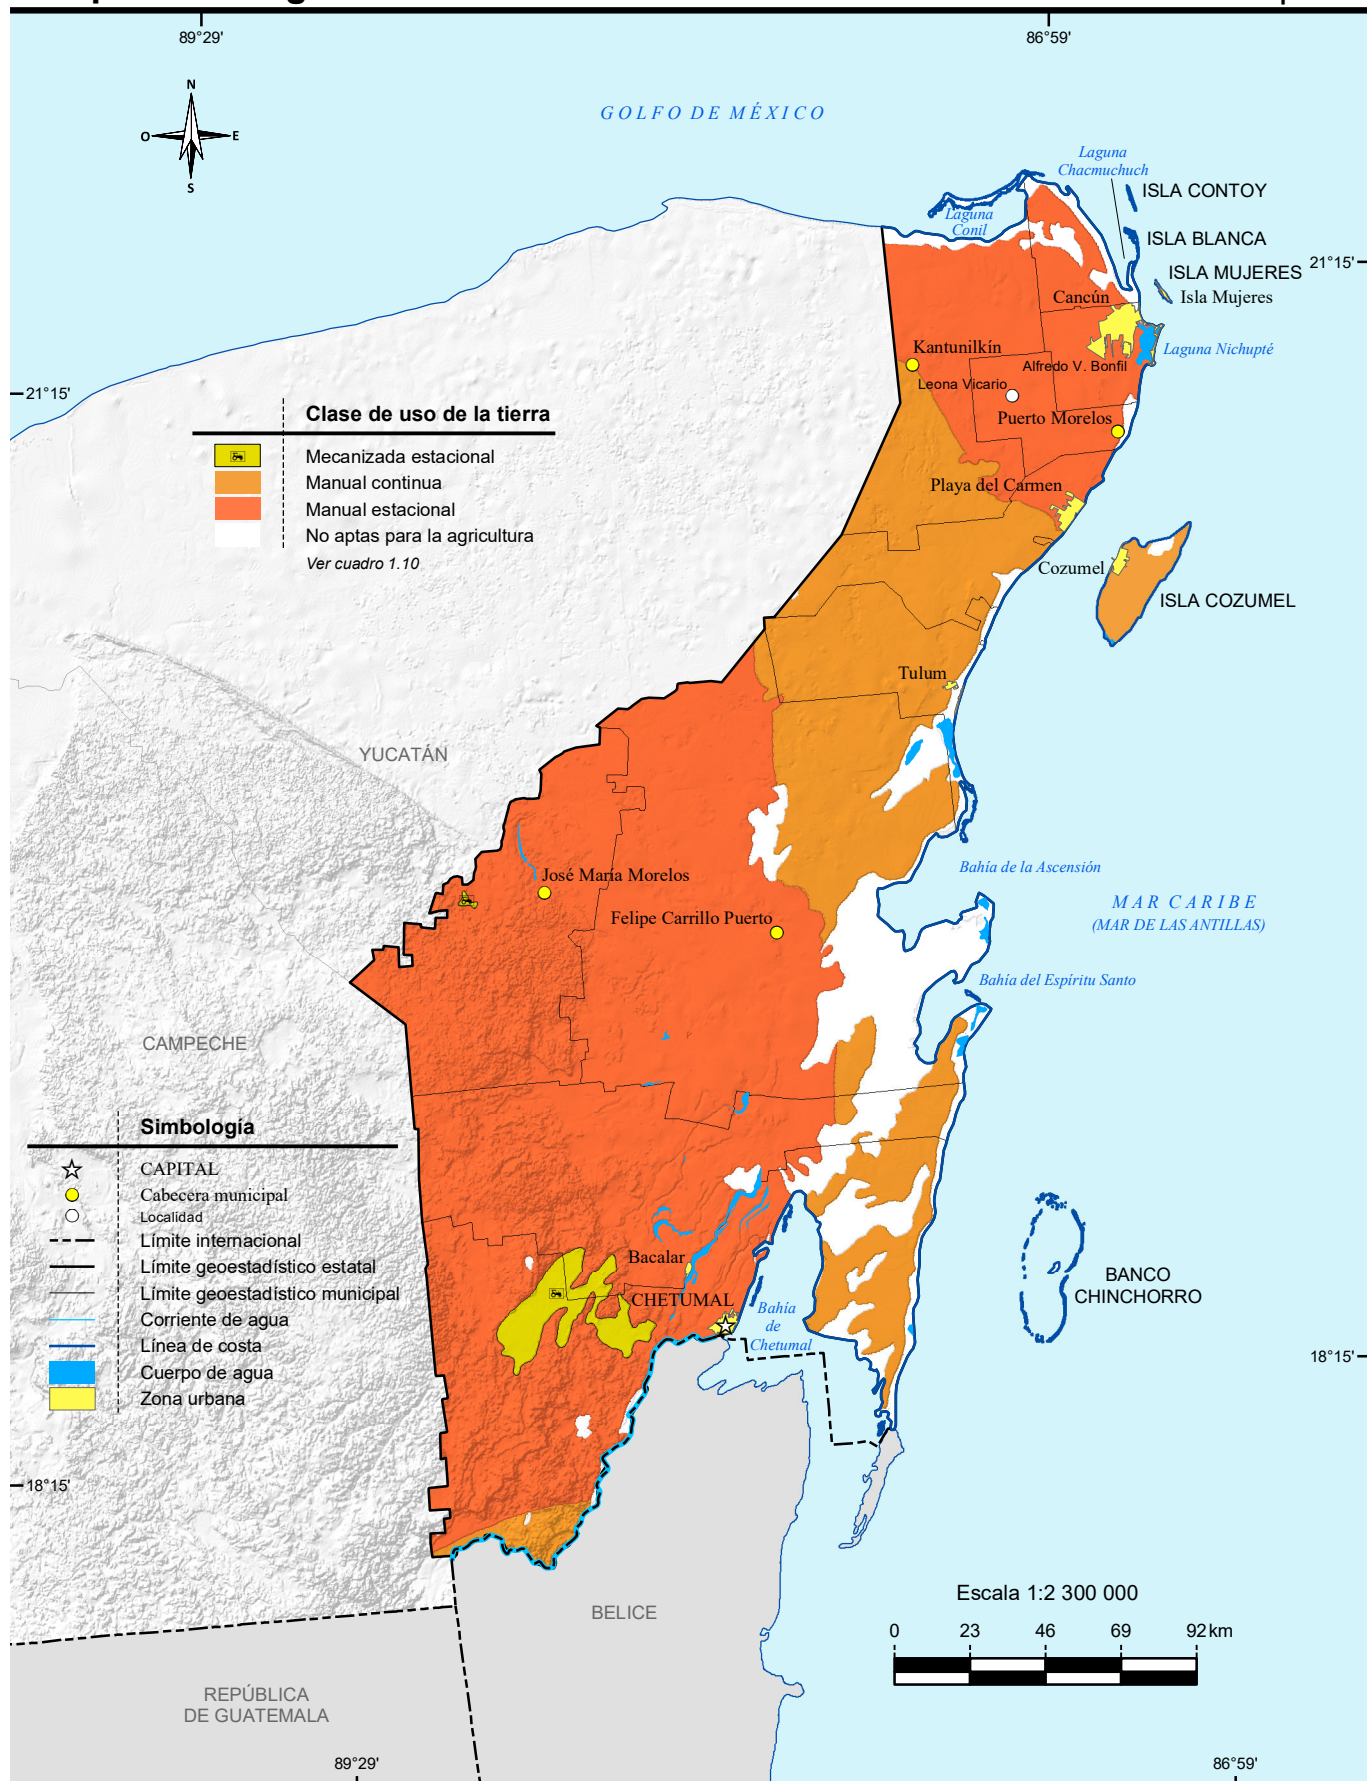 89°29'
86°59'
N
O
E
S
GOLFO DE MÉXICO
Laguna
Chacmuchuch
ISLA CONTOY
Laguna
Conil
ISLA BLANCA
21°15'
ISLA MUJERES
Isla Mujeres
Cancún
Kantunilkín
Laguna Nichupté
Alfredo V. Bonfil
Leona Vicario
21°15'
Puerto Morelos
Clase de uso de la tierra
Mecanizada estacional
Manual continua
Manual estacional
No aptas para la agricultura
Ver cuadro 1.10
Playa del Carmen
Cozumel
ISLA COZUMEL
Tulum
YUCATÁN
José María Morelos
Bahía de la Ascensión
Felipe Carrillo Puerto
MAR CARIBE
(MAR DE LAS ANTILLAS)
Bahía del Espíritu Santo
CAMPECHE
Simbología
CAPITAL
Cabecera municipal
Localidad
Límite internacional
Límite geoestadístico estatal
Límite geoestadístico municipal
Corriente de agua
Línea de costa
Cuerpo de agua
Zona urbana
Bacalar
CHETUMAL
Bahía
de
Chetumal
BANCO
CHINCHORRO
18°15'
18°15'
BELICE
Escala 1:2 300 000
0 23 46 69 92 km
REPÚBLICA
DE GUATEMALA
89°29'
86°59'